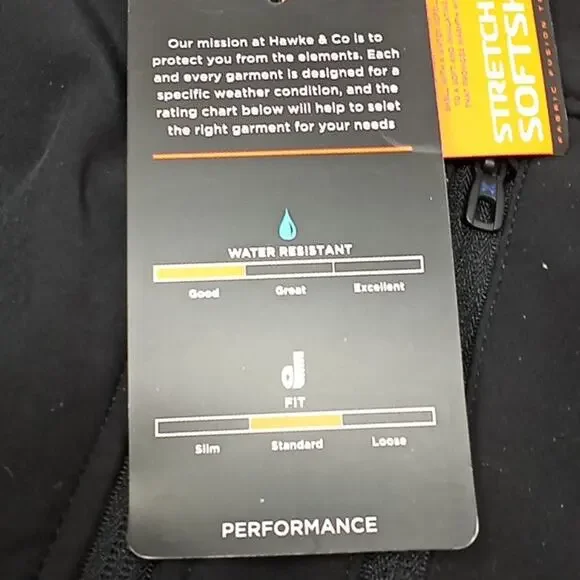 Our mission at Hawke & Co is to
protect you from the elements. Each
and every garment is designed for a
specific weather condition, and the
rating chart below will help to selet
the right garment for your needs
WATER RESISTANT
Good Great Excellent
FIT
Slim Standard Loose
PERFORMANCE
STRETCH
FABRIC FUSION